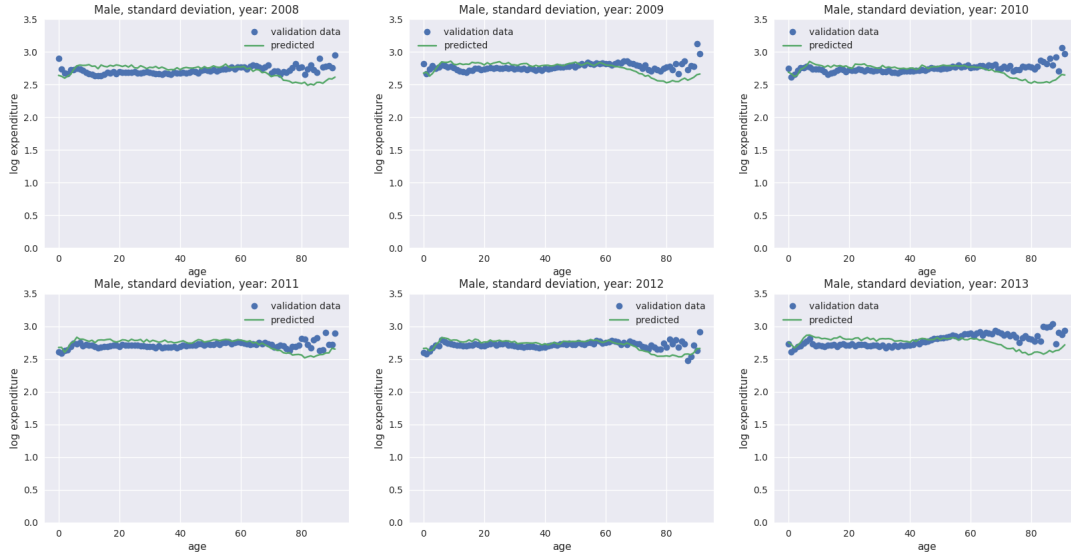 Male, standard deviation, year: 2008
3.5
3.0
2.5
2.0
1.5
1.0
0.5
0.0
log expenditure
validation data
predicted
0 20 40 60 80
age
Male, standard deviation, year: 2009
3.5
3.0
2.5
2.0
1.5
1.0
0.5
0.0
log expenditure
validation data
predicted
0 20 40 60 80
age
Male, standard deviation, year: 2010
3.5
3.0
2.5
2.0
1.5
1.0
0.5
0.0
log expenditure
validation data
predicted
0 20 40 60 80
age
Male, standard deviation, year: 2011
3.5
3.0
2.5
2.0
1.5
1.0
0.5
0.0
log expenditure
validation data
predicted
0 20 40 60 80
age
Male, standard deviation, year: 2012
3.5
3.0
2.5
2.0
1.5
1.0
0.5
0.0
log expenditure
validation data
predicted
0 20 40 60 80
age
Male, standard deviation, year: 2013
3.5
3.0
2.5
2.0
1.5
1.0
0.5
0.0
log expenditure
validation data
predicted
0 20 40 60 80
age